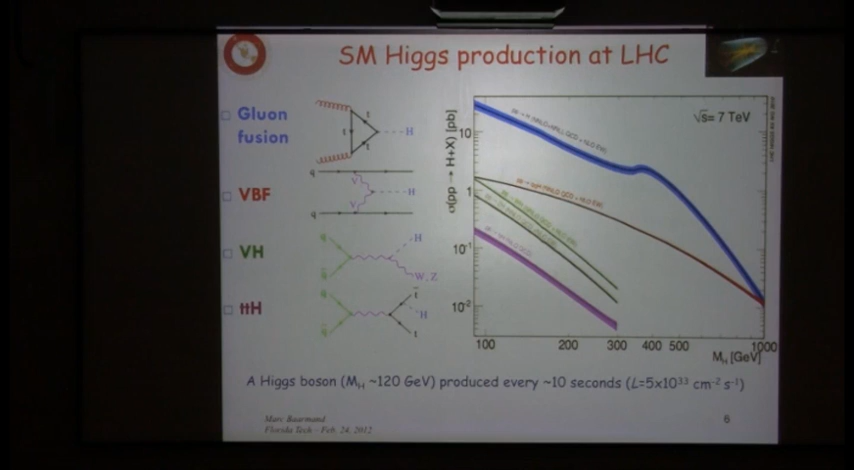 SM Higgs production at LHC
Gluon
fusion
VBF
VH
ttH
t
t
t
H
q
q
V
V
H
q
q̄
H
W, Z
q
q̄
t̄
H
t
σ(pp → H+X) [pb]
√s= 7 TeV
10
1
10⁻¹
10⁻²
100
200
300
400
500
1000
M_H [GeV]
A Higgs boson (M_H ~120 GeV) produced every ~10 seconds (L=5x10³³ cm⁻² s⁻¹)
Marc Baarmand
Florida Tech – Feb. 24, 2012
6